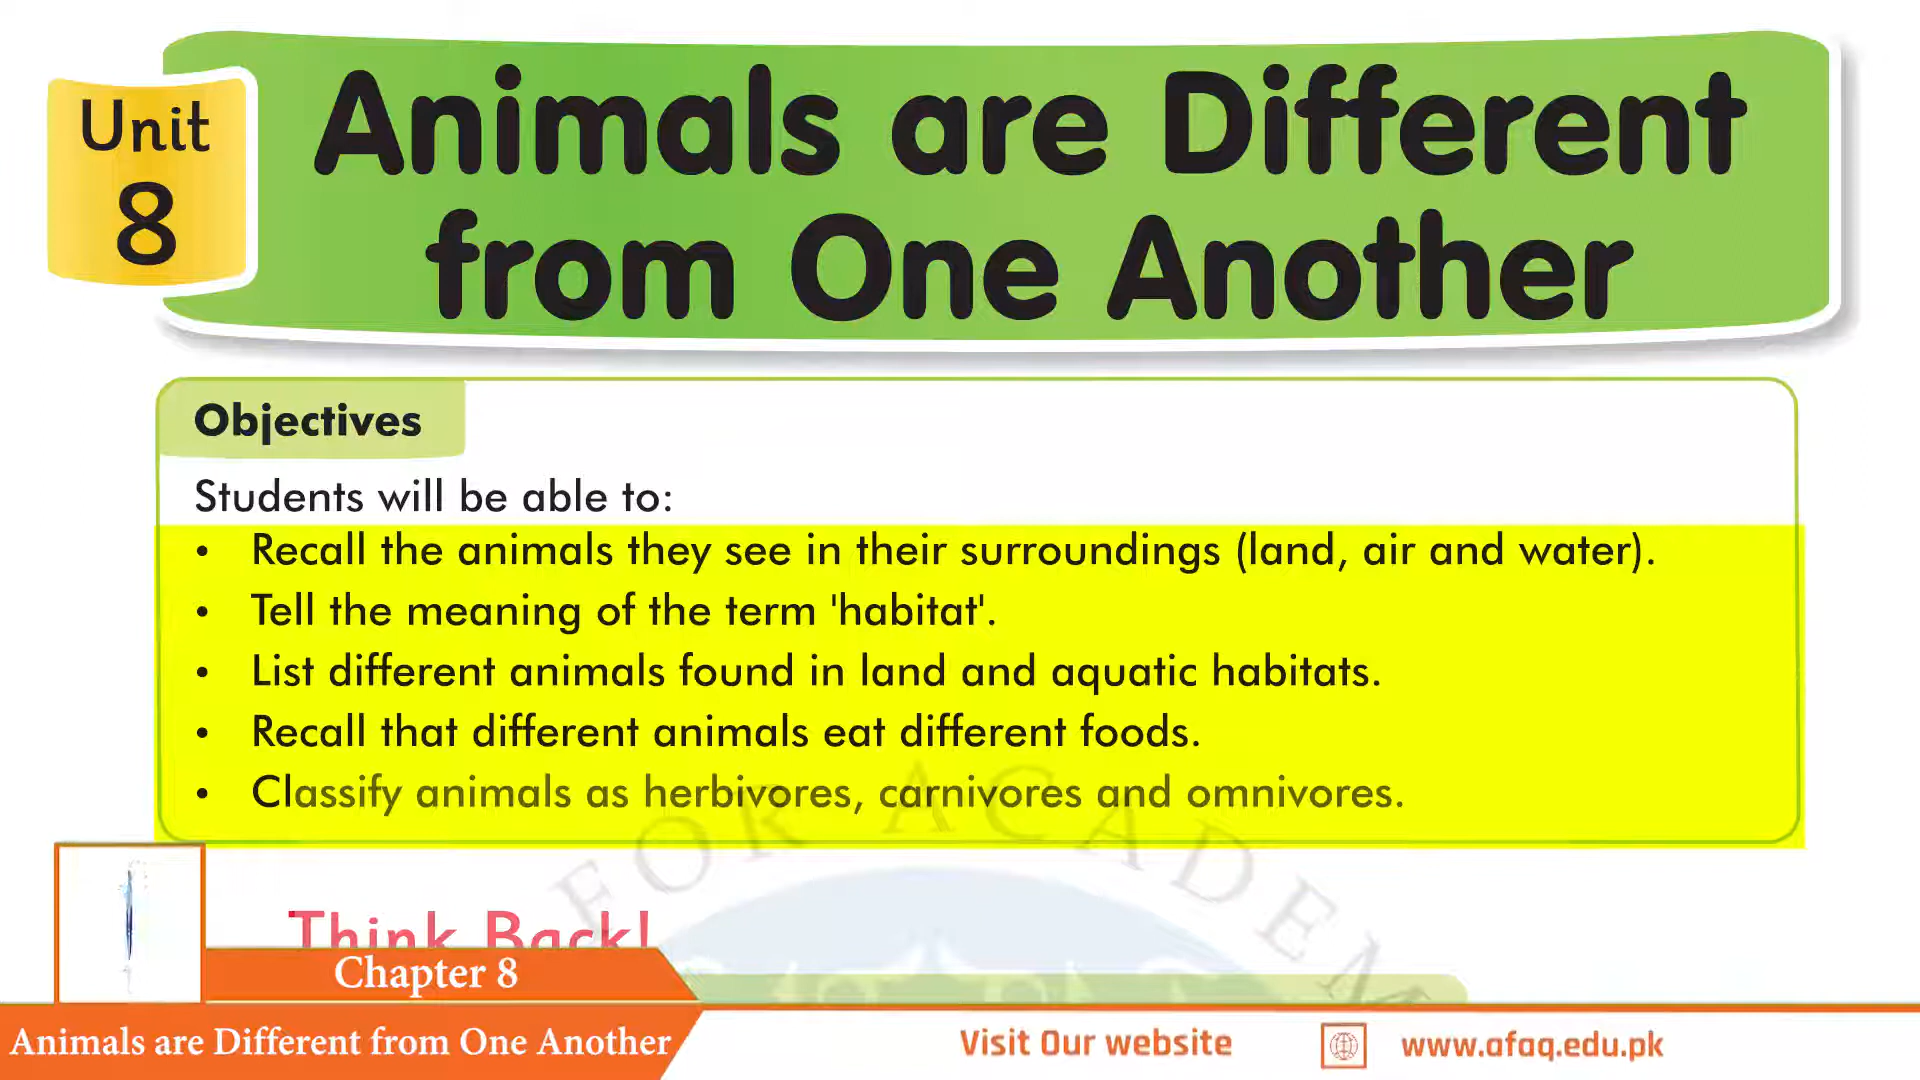 Unit
8
Animals are Different
from One Another
Objectives
Students will be able to:
• Recall the animals they see in their surroundings (land, air and water).
• Tell the meaning of the term 'habitat'.
• List different animals found in land and aquatic habitats.
• Recall that different animals eat different foods.
• Classify animals as herbivores, carnivores and omnivores.
FOR ACADEM
Think Back!
Chapter 8
Animals are Different from One Another
Visit Our website
www.afaq.edu.pk